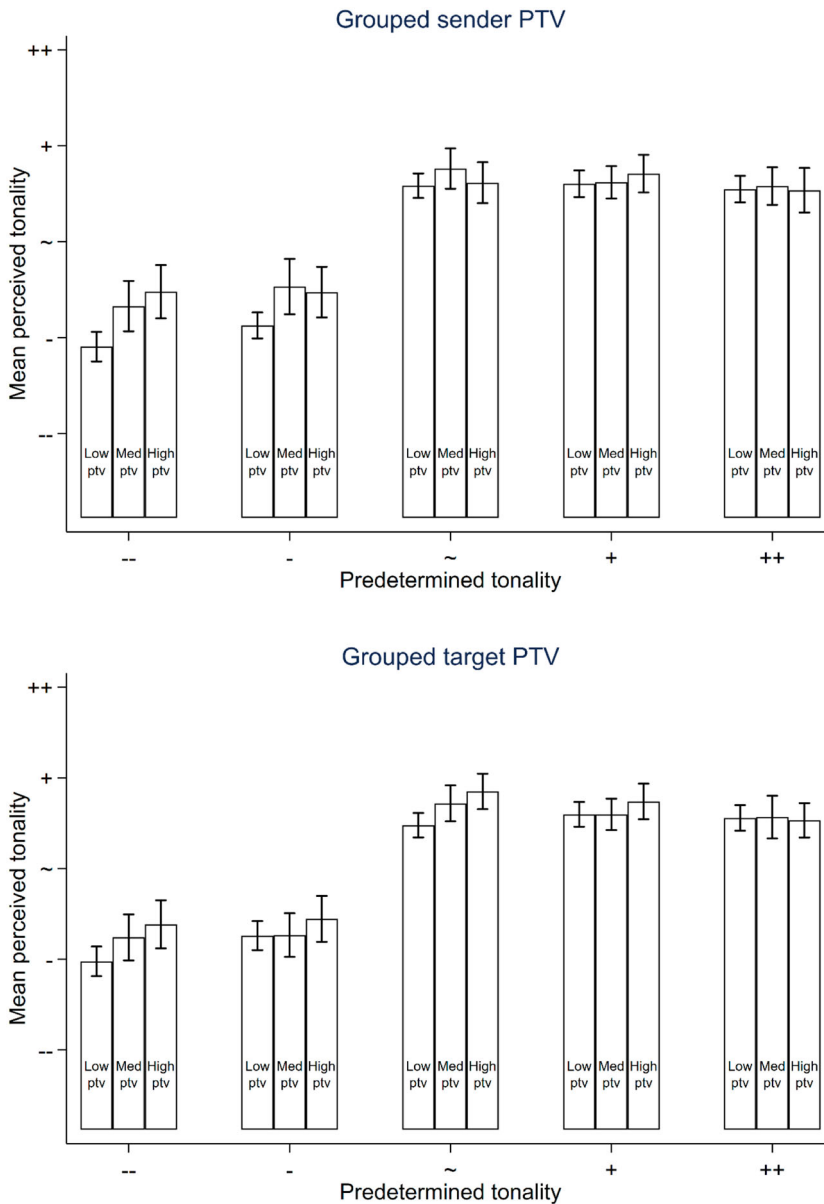 Grouped sender PTV
Mean perceived tonality
++
+
~
-
--
Low Med High Low Med High Low Med High Low Med High Low Med High
ptv ptv ptv ptv ptv ptv ptv ptv ptv ptv ptv ptv ptv ptv ptv
-- - ~ + ++
Predetermined tonality
Grouped target PTV
Mean perceived tonality
++
+
~
-
--
Low Med High Low Med High Low Med High Low Med High Low Med High
ptv ptv ptv ptv ptv ptv ptv ptv ptv ptv ptv ptv ptv ptv ptv
-- - ~ + ++
Predetermined tonality